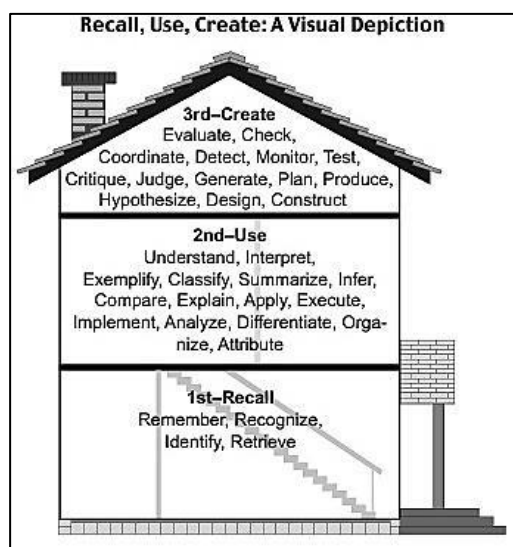 Recall, Use, Create: A Visual Depiction
3rd–Create
Evaluate, Check,
Coordinate, Detect, Monitor, Test,
Critique, Judge, Generate, Plan, Produce,
Hypothesize, Design, Construct
2nd–Use
Understand, Interpret,
Exemplify, Classify, Summarize, Infer,
Compare, Explain, Apply, Execute,
Implement, Analyze, Differentiate, Orga-
nize, Attribute
1st–Recall
Remember, Recognize,
Identify, Retrieve